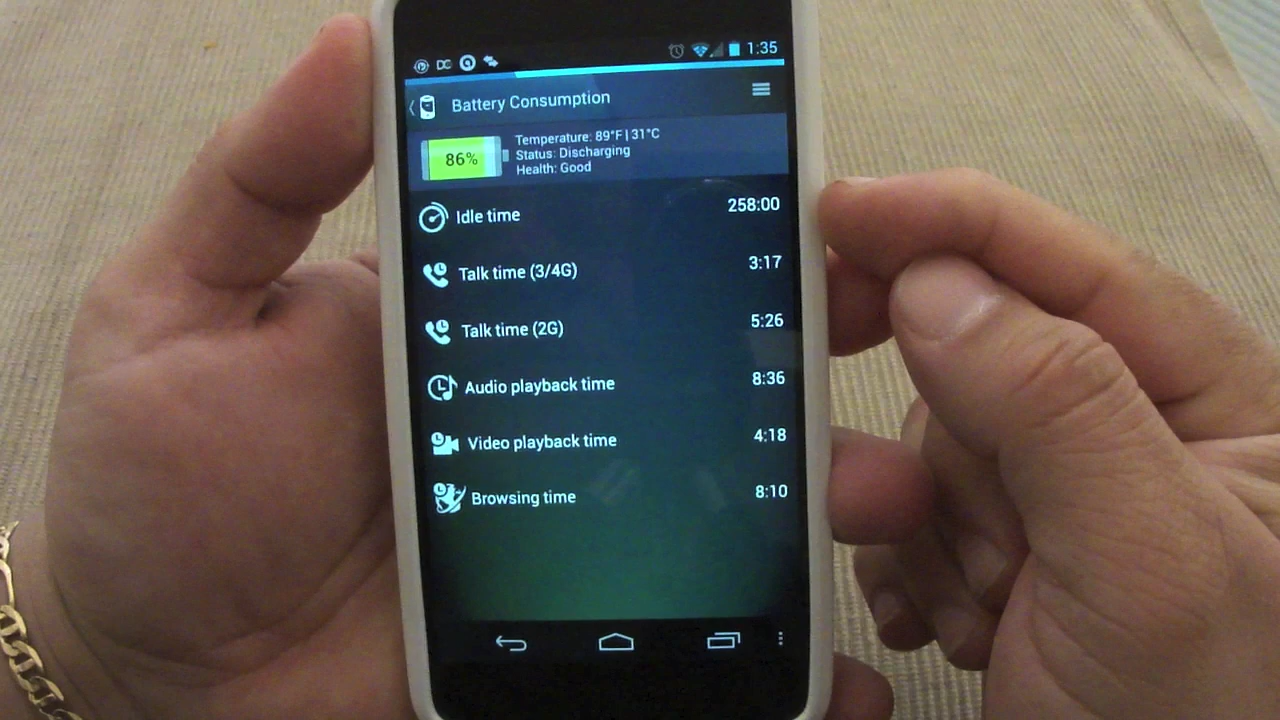 DC 1:35
Battery Consumption
86%
Temperature: 89°F | 31°C
Status: Discharging
Health: Good
Idle time 258:00
Talk time (3/4G) 3:17
Talk time (2G) 5:26
Audio playback time 8:36
Video playback time 4:18
Browsing time 8:10